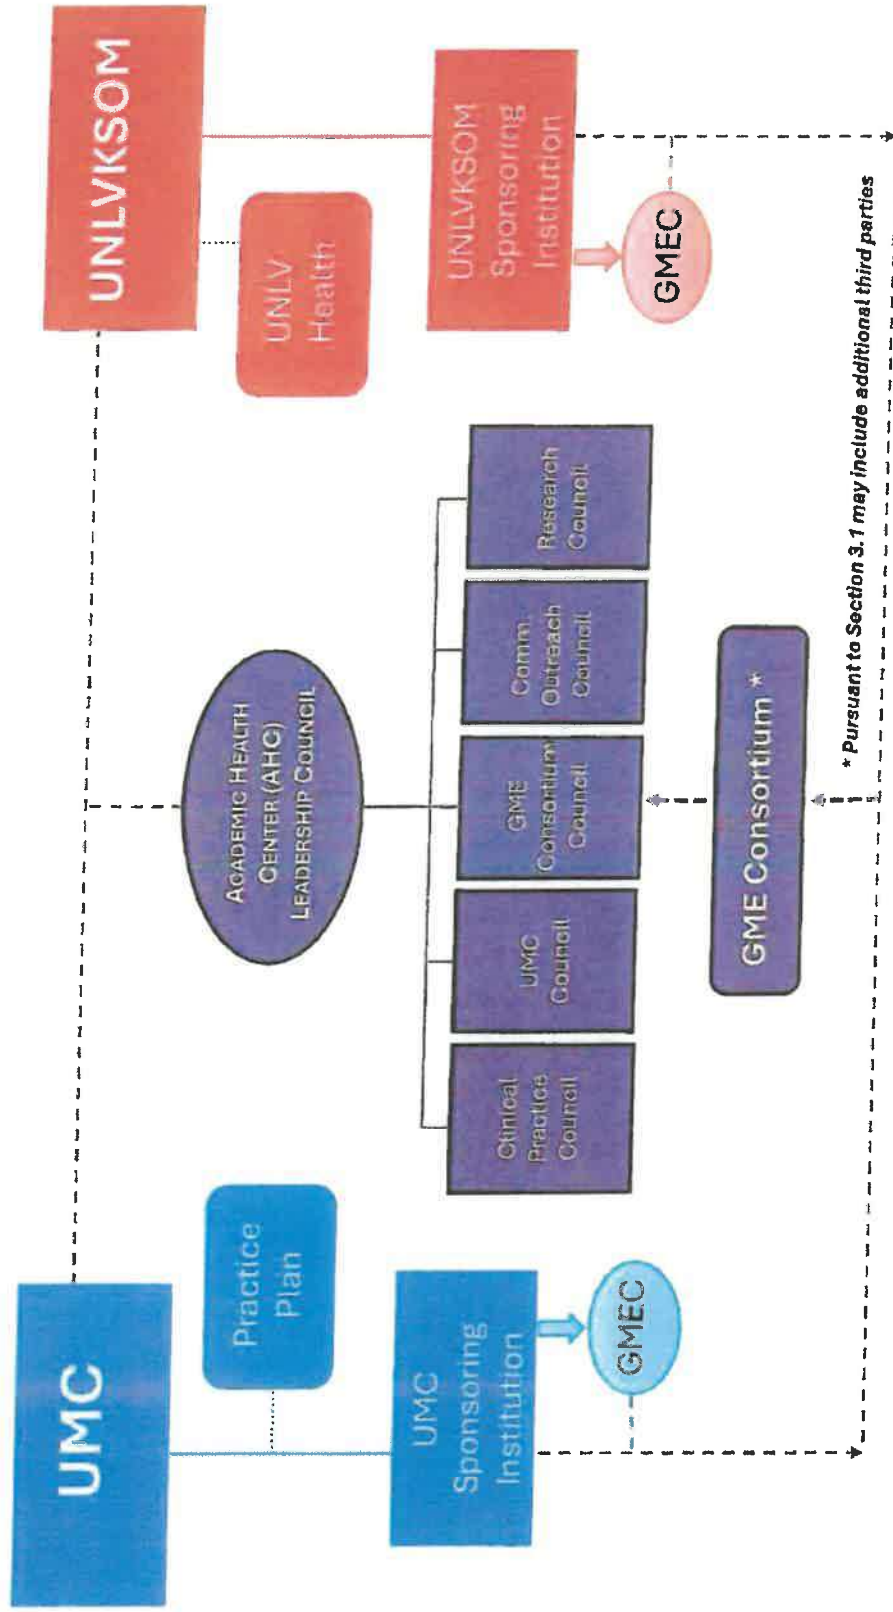 UMC
UNLVKSOM
Practice
Plan
ACADEMIC HEALTH
CENTER (AHC)
LEADERSHIP COUNCIL
UNLV
Health
UMC
Sponsoring
Institution
Clinical
Practice
Council
UMC
Council
GME
Consortium
Council
Comm.
Outreach
Council
Research
Council
UNLVKSOM
Sponsoring
Institution
GMEC
GMEC
GME Consortium *
* Pursuant to Section 3.1 may include additional third parties